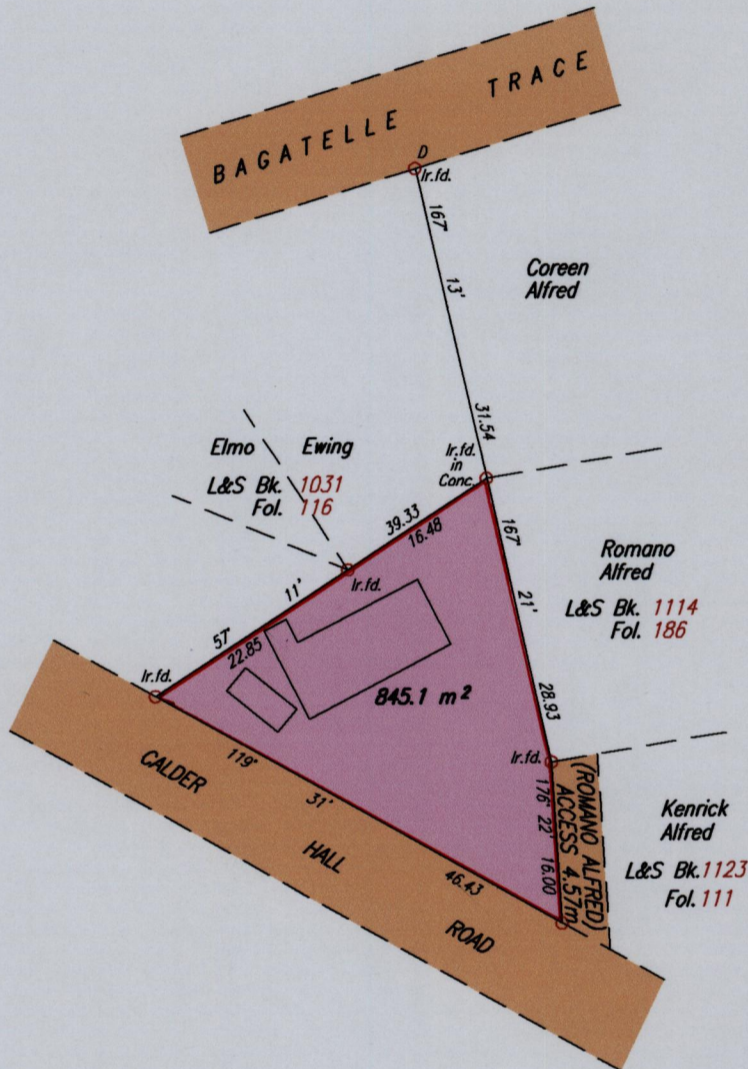 BAGATELLE TRACE
D
Ir.fd.
167°
13'
31.54
Coreen
Alfred
Elmo Ewing
L&S Bk. 1031
Fol. 116
Ir.fd.
in
Conc.
39.33
16.48
57°
11'
22.85
Ir.fd.
Ir.fd.
167°
21'
28.93
Romano
Alfred
L&S Bk. 1114
Fol. 186
845.1 m²
Ir.fd.
176° 22' 16.00
(ROMANO ALFRED)
ACCESS 4.57m
Kenrick
Alfred
L&S Bk. 1123
Fol. 111
119°
31'
46.43
CALDER
HALL
ROAD